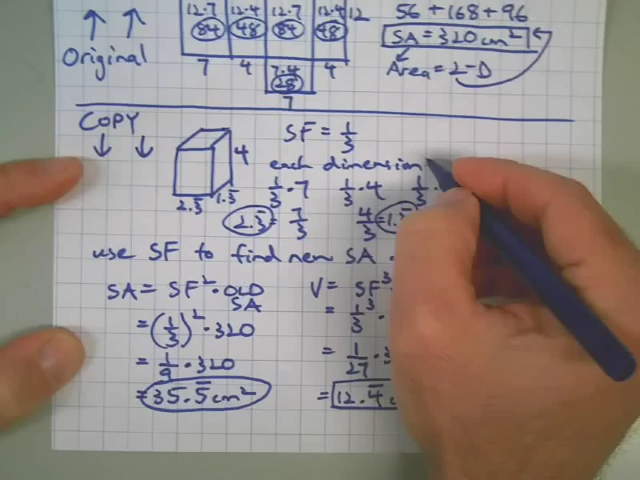 12·7 12·4 12·7 12·4 12
84 48 84 48
7 4 7·4 28 4
7
Original
56 + 168 + 96
SA = 320 cm²
Area = 2-D
COPY
SF = 1/3
4
1.3̅
2.3̅
each dimension
1/3 · 7 1/3 · 4 1/3 ·
2.3̅ = 7/3 4/3 = 1.3̅
use SF to find new SA
SA = SF² · OLD SA
= (1/3)² · 320
= 1/9 · 320
= 35.5̅ cm²
V = SF³
= 1/3³ ·
= 1/27 · 3
= 12.4̅ c